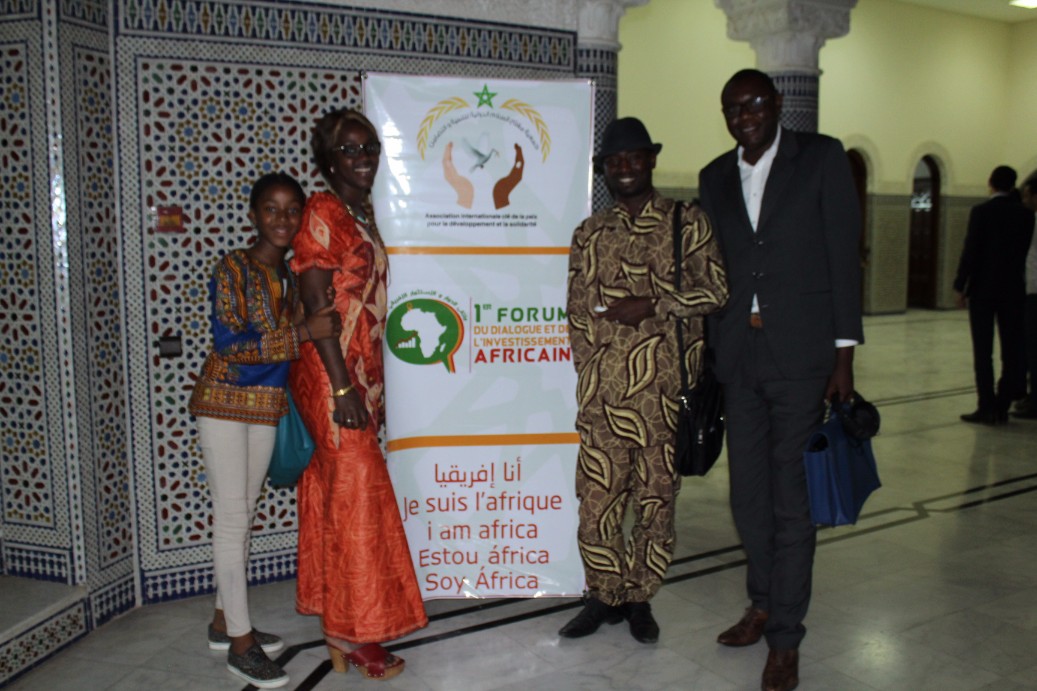 Association Internationale clé de la paix
pour le développement et la solidarité
1er FORUM
DU DIALOGUE ET DE
L'INVESTISSEMENT
AFRICAIN
أنا إفريقيا
Je suis l'afrique
i am africa
Estou áfrica
Soy África